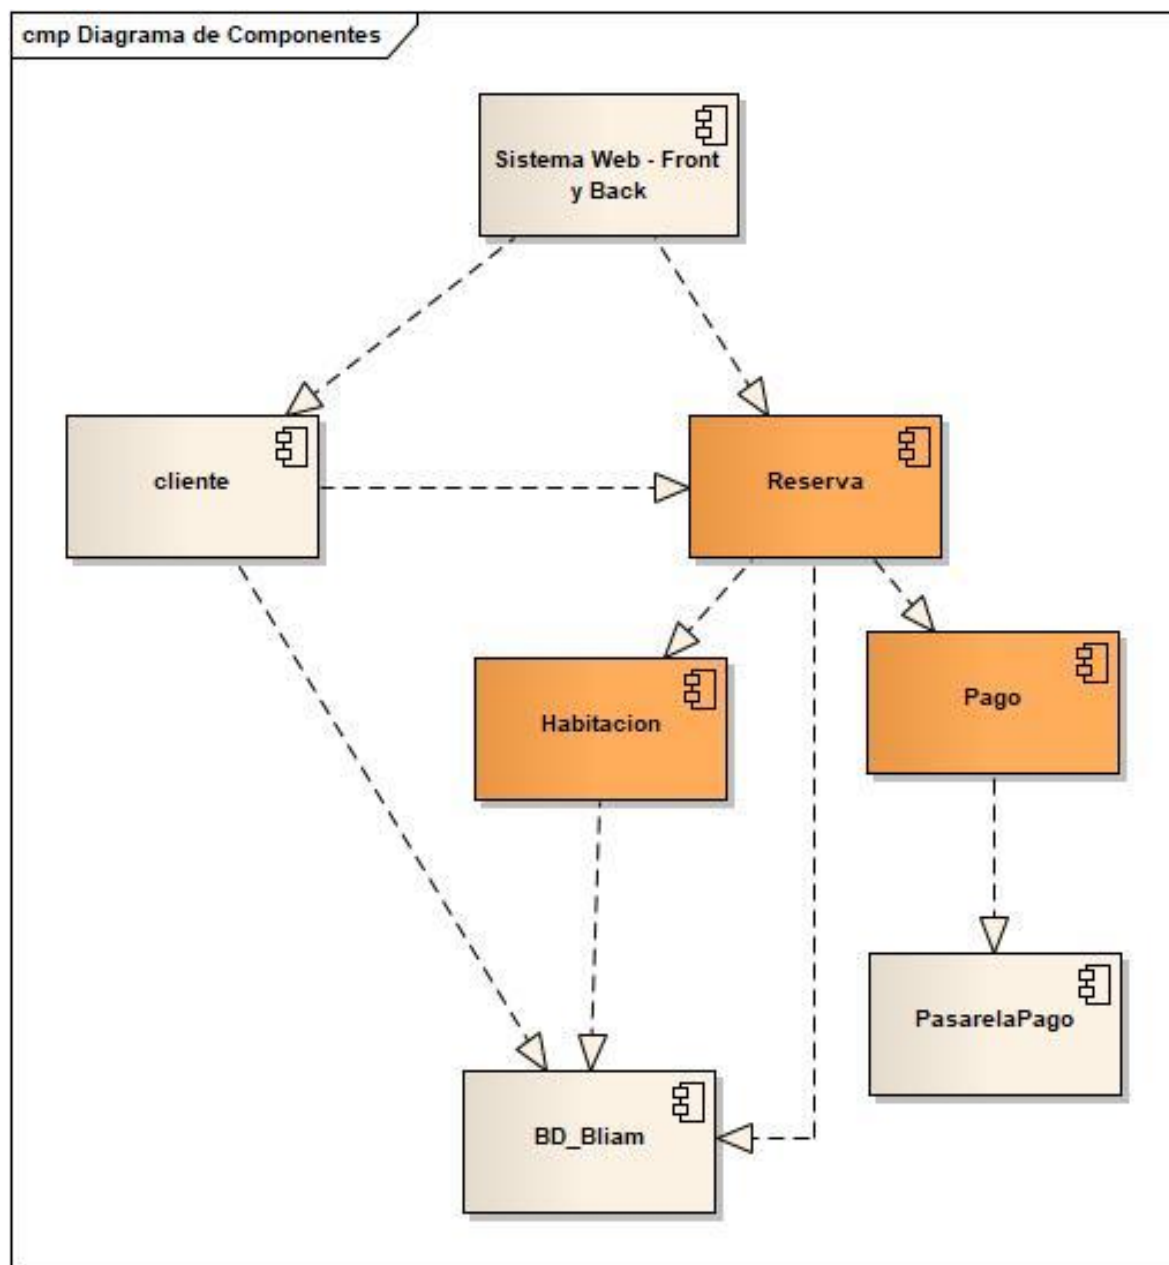 cmp Diagrama de Componentes
Sistema Web - Front
y Back
cliente
Reserva
Habitacion
Pago
PasarelaPago
BD_Bliam